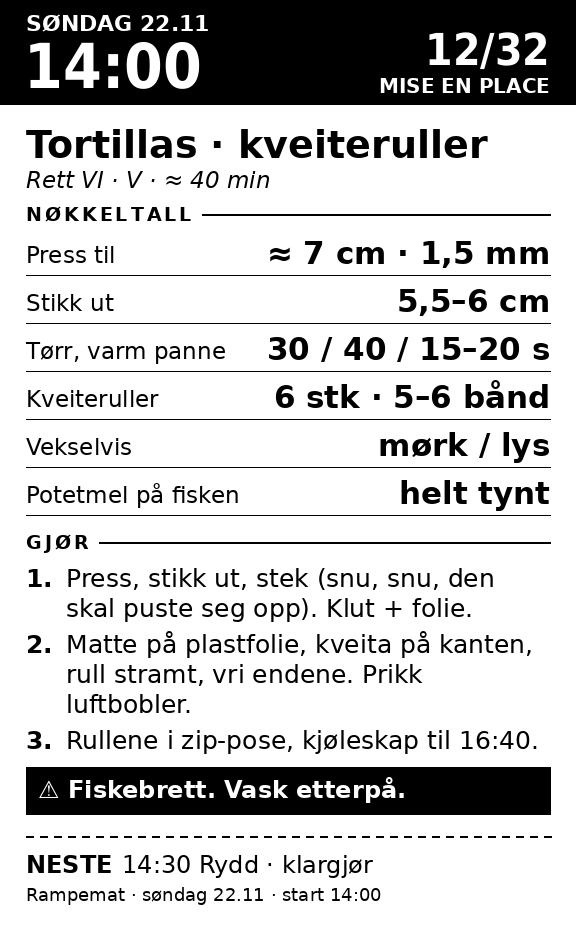 SØNDAG 22.11
14:00
12/32
MISE EN PLACE
Tortillas · kveiteruller
Rett VI · V · ≈ 40 min
NØKKELTALL
Press til ≈ 7 cm · 1,5 mm
Stikk ut 5,5–6 cm
Tørr, varm panne 30 / 40 / 15–20 s
Kveiteruller 6 stk · 5–6 bånd
Vekselvis mørk / lys
Potetmel på fisken helt tynt
GJØR
1. Press, stikk ut, stek (snu, snu, den
skal puste seg opp). Klut + folie.
2. Matte på plastfolie, kveita på kanten,
rull stramt, vri endene. Prikk
luftbobler.
3. Rullene i zip-pose, kjøleskap til 16:40.
⚠ Fiskebrett. Vask etterpå.
NESTE 14:30 Rydd · klargjør
Rampemat · søndag 22.11 · start 14:00